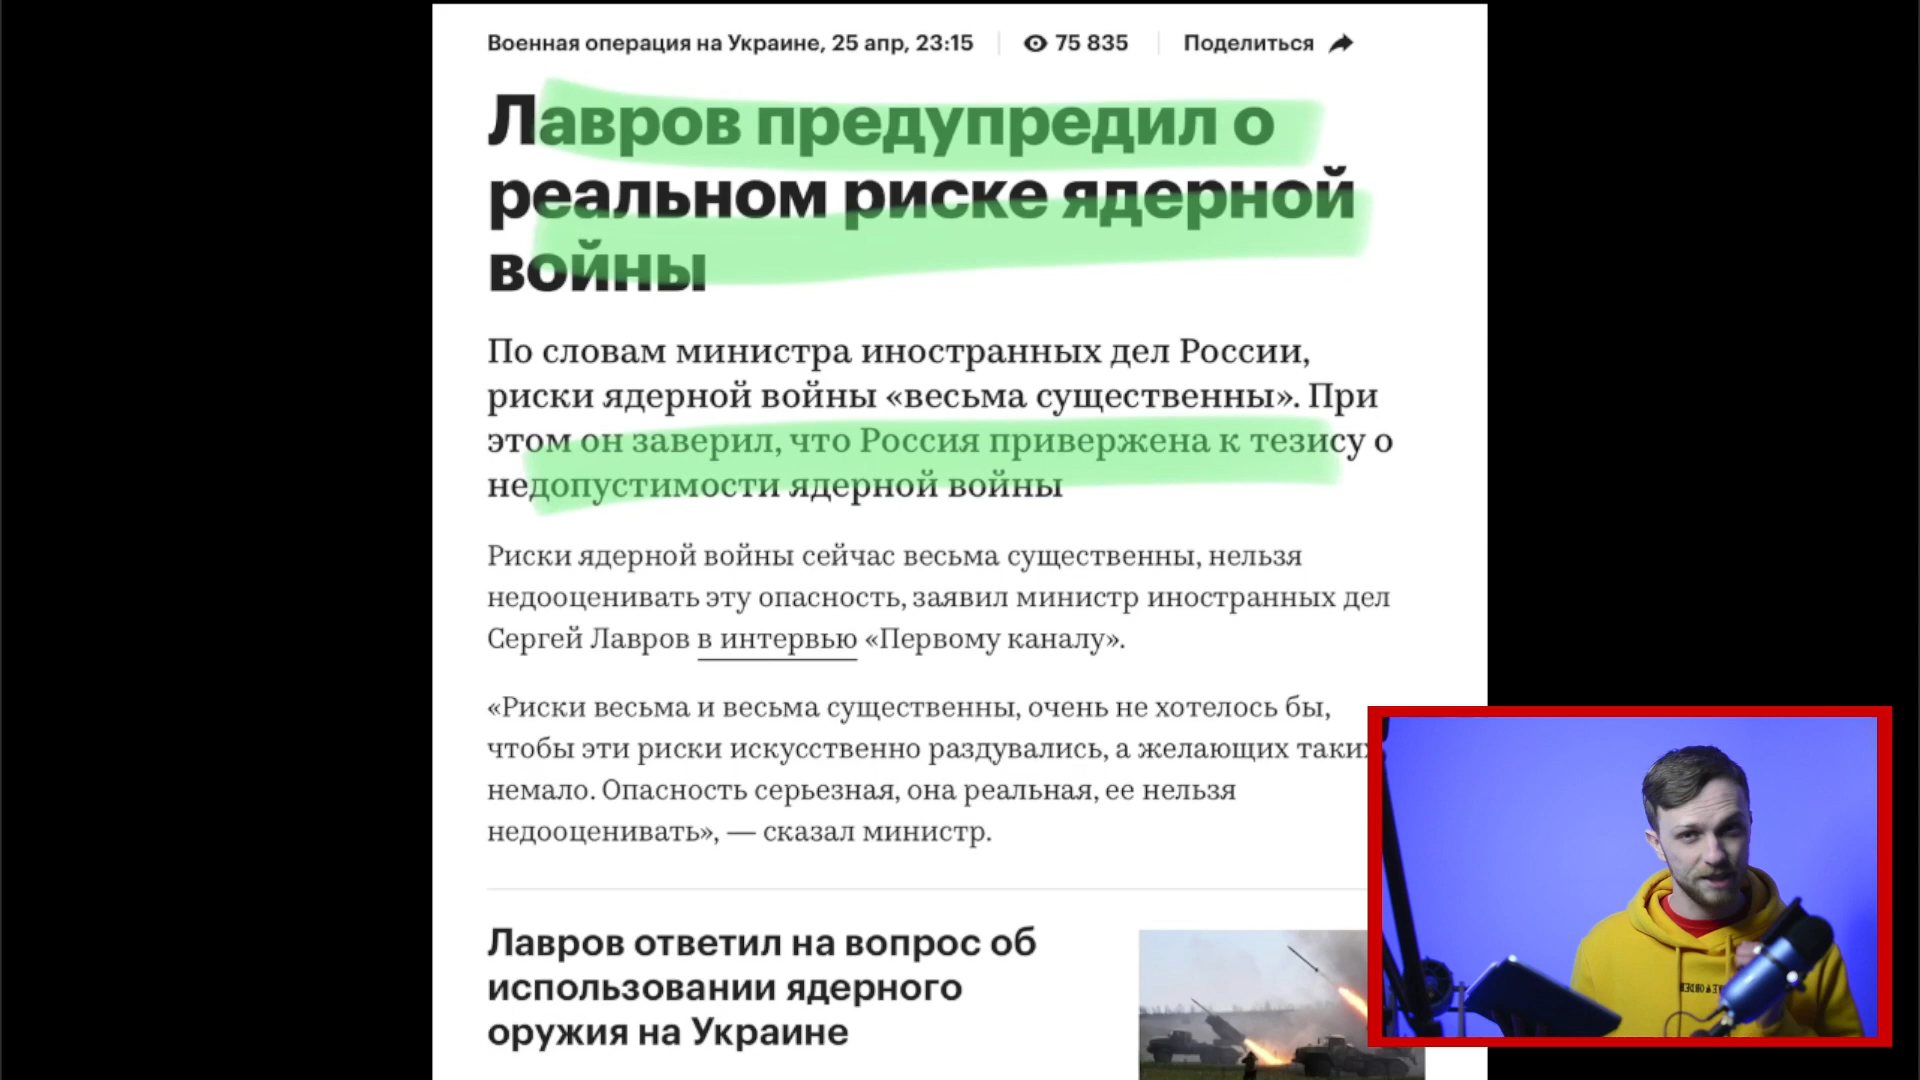 Военная операция на Украине, 25 апр, 23:15
75 835
Поделиться
Лавров предупредил о
реальном риске ядерной
войны
По словам министра иностранных дел России,
риски ядерной войны «весьма существенны». При
этом он заверил, что Россия привержена к тезису о
недопустимости ядерной войны
Риски ядерной войны сейчас весьма существенны, нельзя
недооценивать эту опасность, заявил министр иностранных дел
Сергей Лавров в интервью «Первому каналу».
«Риски весьма и весьма существенны, очень не хотелось бы,
чтобы эти риски искусственно раздувались, а желающих таких
немало. Опасность серьезная, она реальная, ее нельзя
недооценивать», — сказал министр.
Лавров ответил на вопрос об
использовании ядерного
оружия на Украине